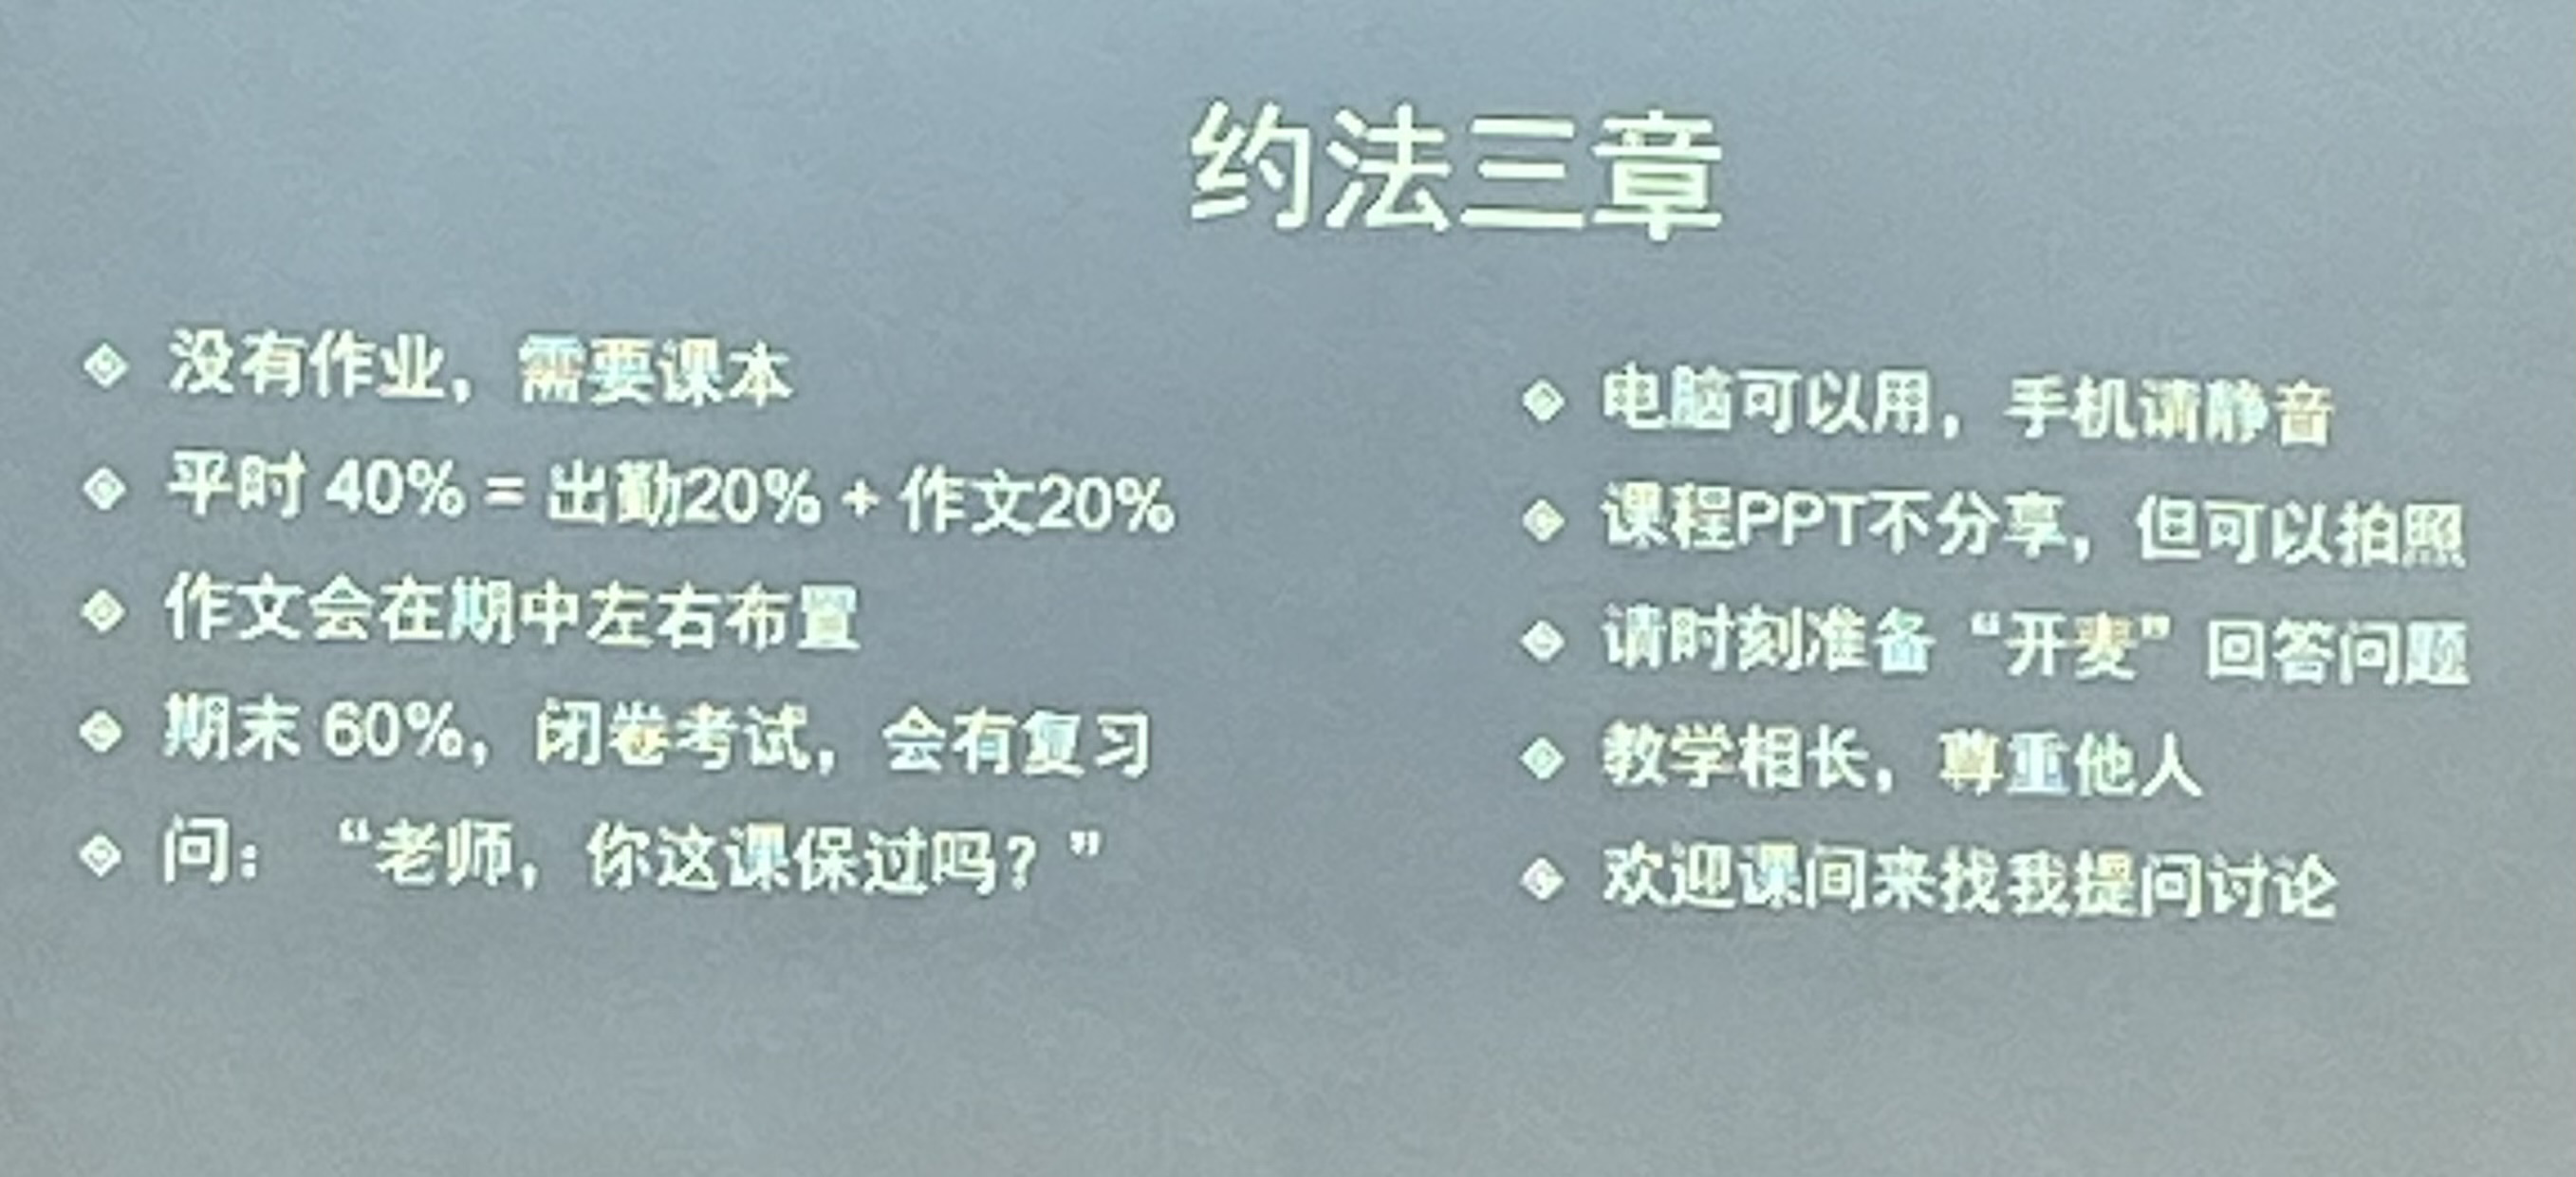 约法三章
没有作业，需要课本
平时 40% = 出勤20% + 作文20%
作文会在期中左右布置
期末 60%，闭卷考试，会有复习
问：“老师，你这课保过吗？”
电脑可以用，手机请静音
课程PPT不分享，但可以拍照
请时刻准备“开麦”回答问题
教学相长，尊重他人
欢迎课间来找我提问讨论